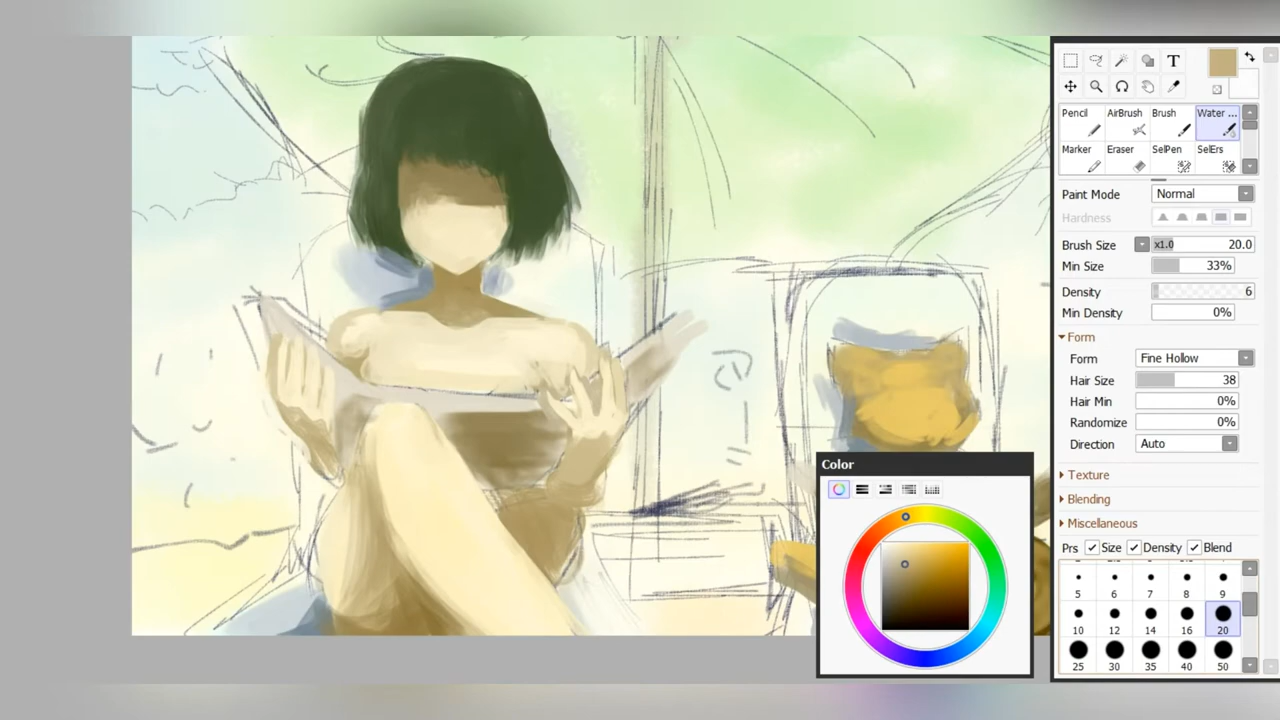 T
Pencil AirBrush Brush Water ...
Marker Eraser SelPen SelErs
Paint Mode Normal
Hardness
Brush Size x1.0 20.0
Min Size 33%
Density 6
Min Density 0%
Form
Form Fine Hollow
Hair Size 38
Hair Min 0%
Randomize 0%
Direction Auto
Texture
Blending
Miscellaneous
Prs Size Density Blend
5 6 7 8 9
10 12 14 16 20
25 30 35 40 50
Color